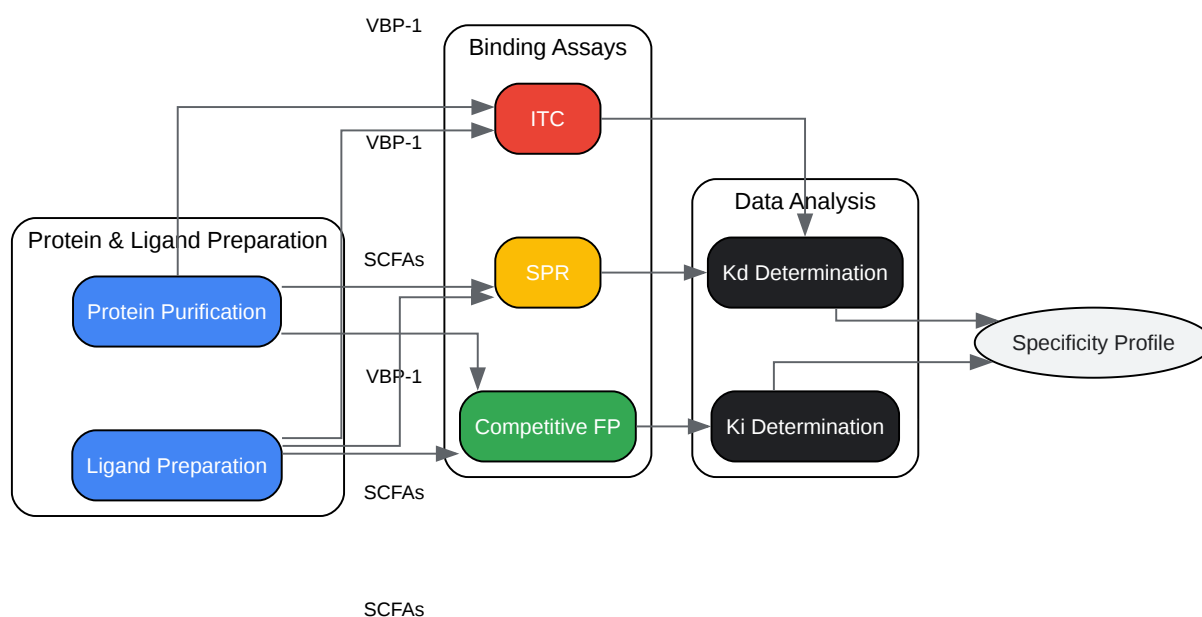 VBP-1
Binding Assays
ITC
VBP-1
Data Analysis
Protein & Ligand Preparation
SCFAs
SPR
Kd Determination
Protein Purification
Specificity Profile
VBP-1
Competitive FP
Ki Determination
Ligand Preparation
SCFAs
SCFAs